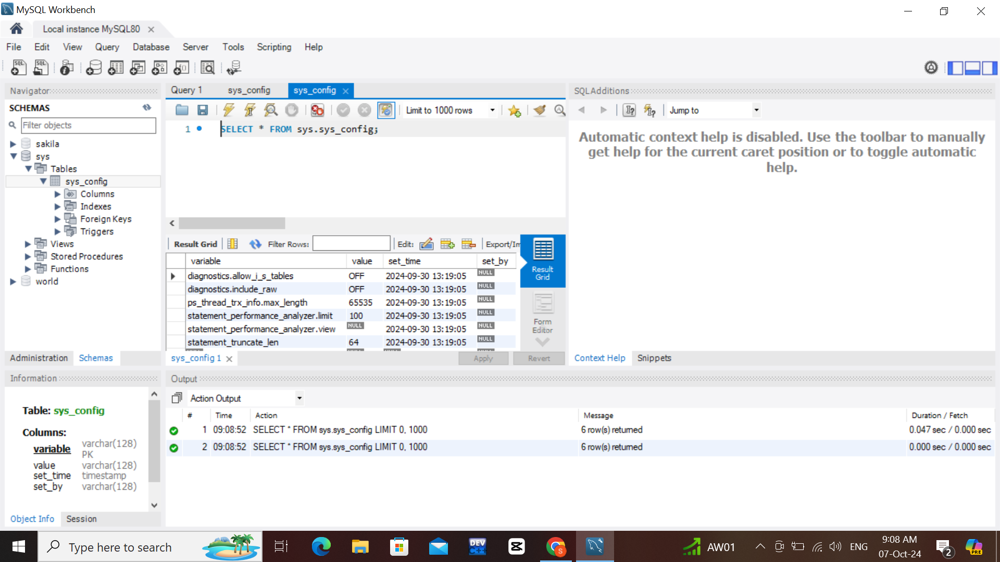 MySQL Workbench
Local instance MySQL80
File Edit View Query Database Server Tools Scripting Help
Navigator
SCHEMAS
Filter objects
sakila
sys
Tables
sys_config
Columns
Indexes
Foreign Keys
Triggers
Views
Stored Procedures
Functions
world
Administration Schemas
Query 1 sys_config sys_config
Limit to 1000 rows
1 SELECT * FROM sys.sys_config;
Result Grid Filter Rows: Edit: Export/Im
variable value set_time set_by
diagnostics.allow_i_s_tables OFF 2024-09-30 13:19:05 NULL
diagnostics.include_raw OFF 2024-09-30 13:19:05 NULL
ps_thread_trx_info.max_length 65535 2024-09-30 13:19:05 NULL
statement_performance_analyzer.limit 100 2024-09-30 13:19:05 NULL
statement_performance_analyzer.view NULL 2024-09-30 13:19:05 NULL
statement_truncate_len 64 2024-09-30 13:19:05 NULL
Result
Grid
Form
Editor
sys_config 1 Apply Revert
SQLAdditions
Jump to
Automatic context help is disabled. Use the toolbar to manually
get help for the current caret position or to toggle automatic
help.
Context Help Snippets
Information
Table: sys_config
Columns:
variable varchar(128)
PK
value varchar(128)
set_time timestamp
set_by varchar(128)
Object Info Session
Output
Action Output
# Time Action Message Duration / Fetch
1 09:08:52 SELECT * FROM sys.sys_config LIMIT 0, 1000 6 row(s) returned 0.047 sec / 0.000 sec
2 09:08:52 SELECT * FROM sys.sys_config LIMIT 0, 1000 6 row(s) returned 0.000 sec / 0.000 sec
Type here to search
DEV
C++
S
AW01
ENG
9:08 AM
07-Oct-24
2
PRE